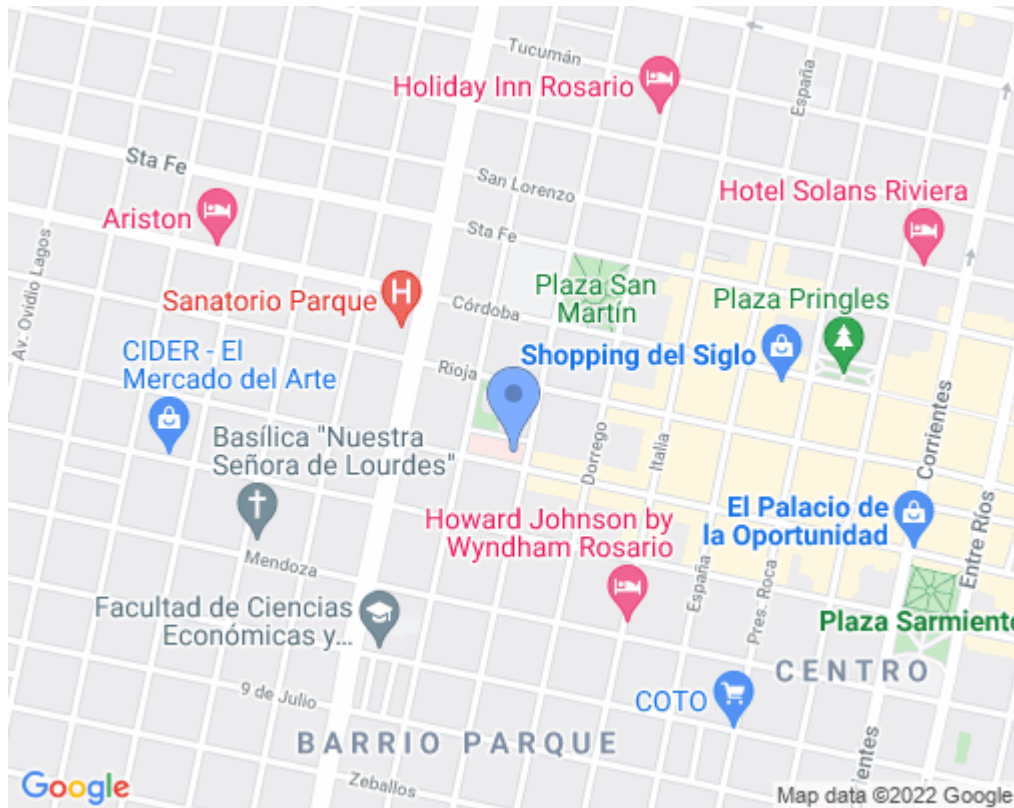 Tucumán
Holiday Inn Rosario
España
Sta Fe
San Lorenzo
Hotel Solans Riviera
Ariston
Sta Fe
Av. Ovidio Lagos
Plaza San
Martín
Plaza Pringles
Sanatorio Parque
H
Córdoba
Shopping del Siglo
CIDER - El
Mercado del Arte
Rioja
Basílica "Nuestra
Señora de Lourdes"
Dorrego
Italia
Corrientes
El Palacio de
la Oportunidad
Howard Johnson by
Wyndham Rosario
Entre Ríos
Mendoza
España
Pres. Roca
Facultad de Ciencias
Económicas y...
Plaza Sarmiento
CENTRO
9 de Julio
COTO
BARRIO PARQUE
rrientes
Zeballos
Google
Map data ©2022 Google